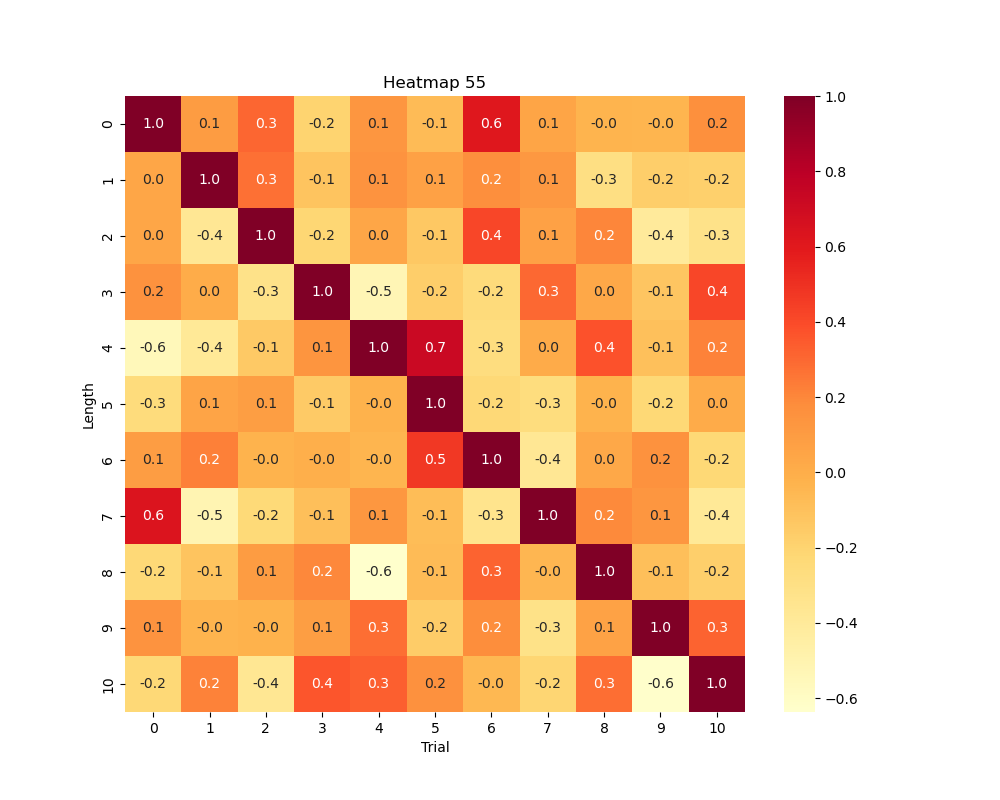 Heatmap 55
0 1.0 0.1 0.3 -0.2 0.1 -0.1 0.6 0.1 -0.0 -0.0 0.2
1 0.0 1.0 0.3 -0.1 0.1 0.1 0.2 0.1 -0.3 -0.2 -0.2
2 0.0 -0.4 1.0 -0.2 0.0 -0.1 0.4 0.1 0.2 -0.4 -0.3
3 0.2 0.0 -0.3 1.0 -0.5 -0.2 -0.2 0.3 0.0 -0.1 0.4
4 -0.6 -0.4 -0.1 0.1 1.0 0.7 -0.3 0.0 0.4 -0.1 0.2
5 -0.3 0.1 0.1 -0.1 -0.0 1.0 -0.2 -0.3 -0.0 -0.2 0.0
6 0.1 0.2 -0.0 -0.0 -0.0 0.5 1.0 -0.4 0.0 0.2 -0.2
7 0.6 -0.5 -0.2 -0.1 0.1 -0.1 -0.3 1.0 0.2 0.1 -0.4
8 -0.2 -0.1 0.1 0.2 -0.6 -0.1 0.3 -0.0 1.0 -0.1 -0.2
9 0.1 -0.0 -0.0 0.1 0.3 -0.2 0.2 -0.3 0.1 1.0 0.3
10 -0.2 0.2 -0.4 0.4 0.3 0.2 -0.0 -0.2 0.3 -0.6 1.0
0 1 2 3 4 5 6 7 8 9 10
Trial
Length
1.0
0.8
0.6
0.4
0.2
0.0
−0.2
−0.4
−0.6